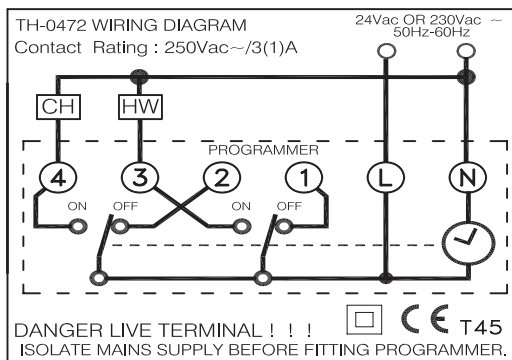 TH-0472 WIRING DIAGRAM
Contact Rating : 250Vac~/3(1)A
24Vac OR 230Vac ~
50Hz-60Hz
CH HW
PROGRAMMER
4 3 2 1 L N
ON OFF ON OFF
DANGER LIVE TERMINAL ! ! !
CE T45
ISOLATE MAINS SUPPLY BEFORE FITTING PROGRAMMER.